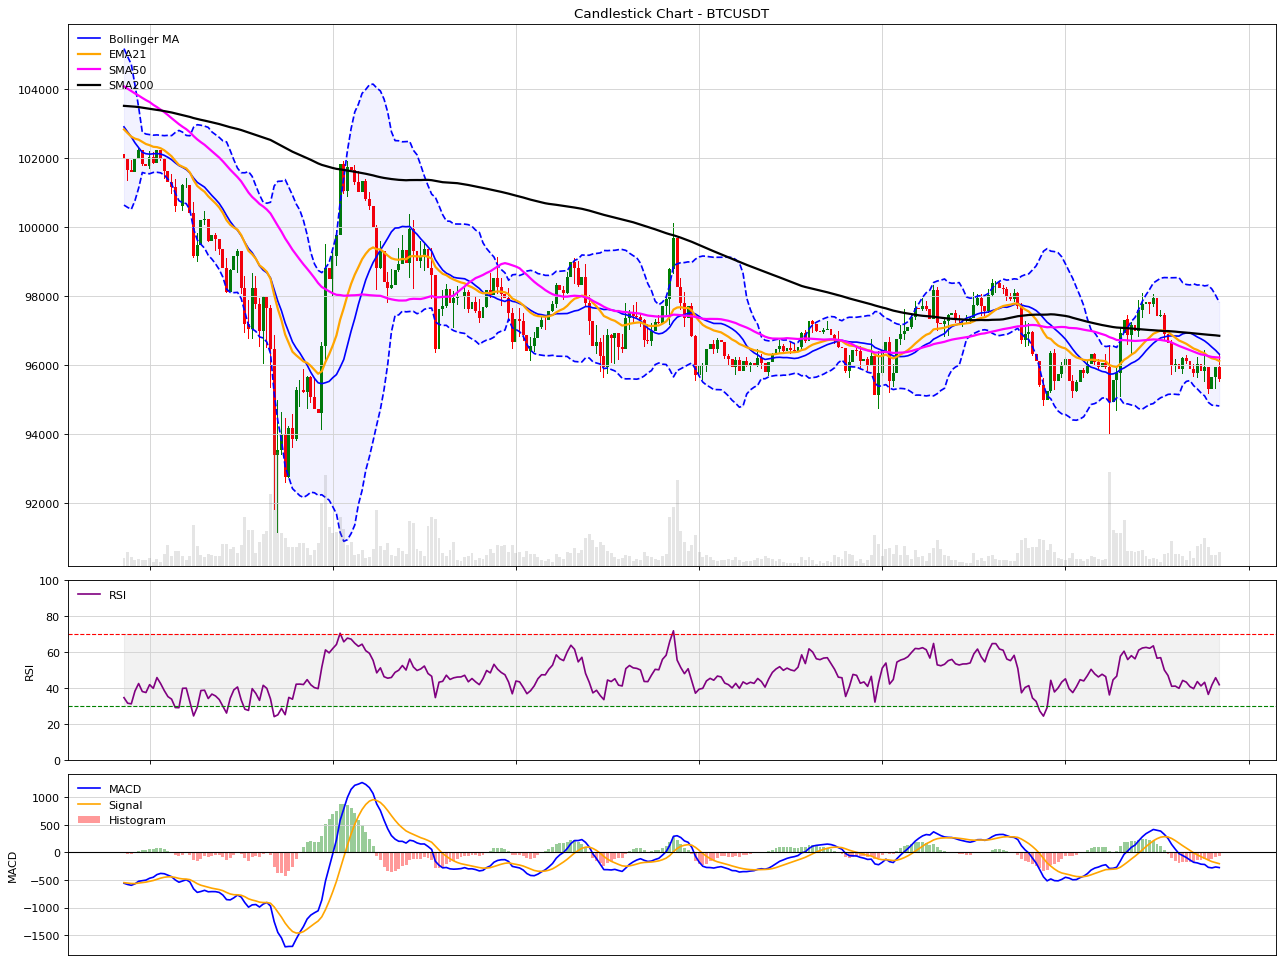 Candlestick Chart - BTCUSDT
Bollinger MA
EMA21
SMA50
SMA200
104000
102000
100000
98000
96000
94000
92000
RSI
100
80
60
40
20
0
RSI
MACD
Signal
Histogram
1000
500
0
−500
−1000
−1500
MACD